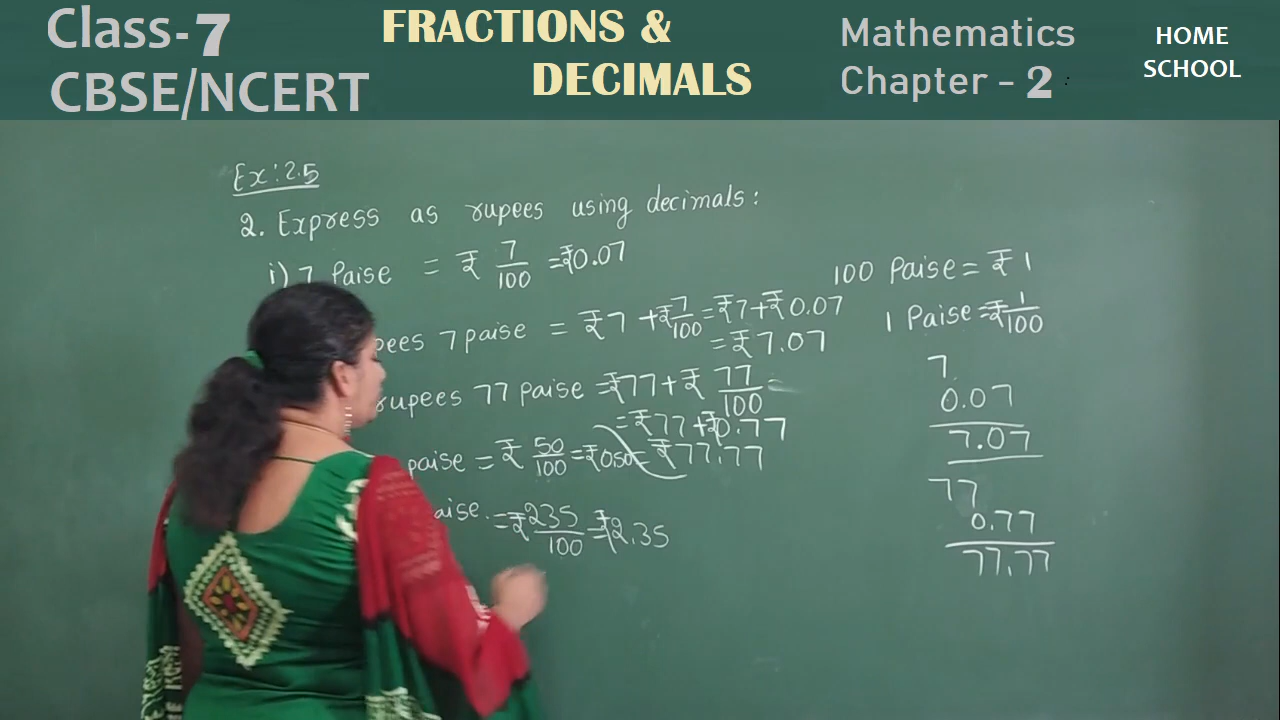 Class-7
CBSE/NCERT
FRACTIONS &
DECIMALS
Mathematics
Chapter - 2
HOME
SCHOOL
Ex: 2.5
2. Express as rupees using decimals:
i) 7 Paise = ₹ 7/100 = ₹0.07
pees 7 paise = ₹7 + ₹7/100 = ₹7 + ₹0.07
= ₹7.07
rupees 77 paise = ₹77 + ₹ 77/100 =
= ₹77 + ₹0.77
= ₹77.77
paise = ₹ 50/100 = ₹0.50
aise = ₹235/100 = ₹2.35
100 Paise = ₹1
1 Paise = ₹1/100
7.
0.07
7.07
77
0.77
77.77